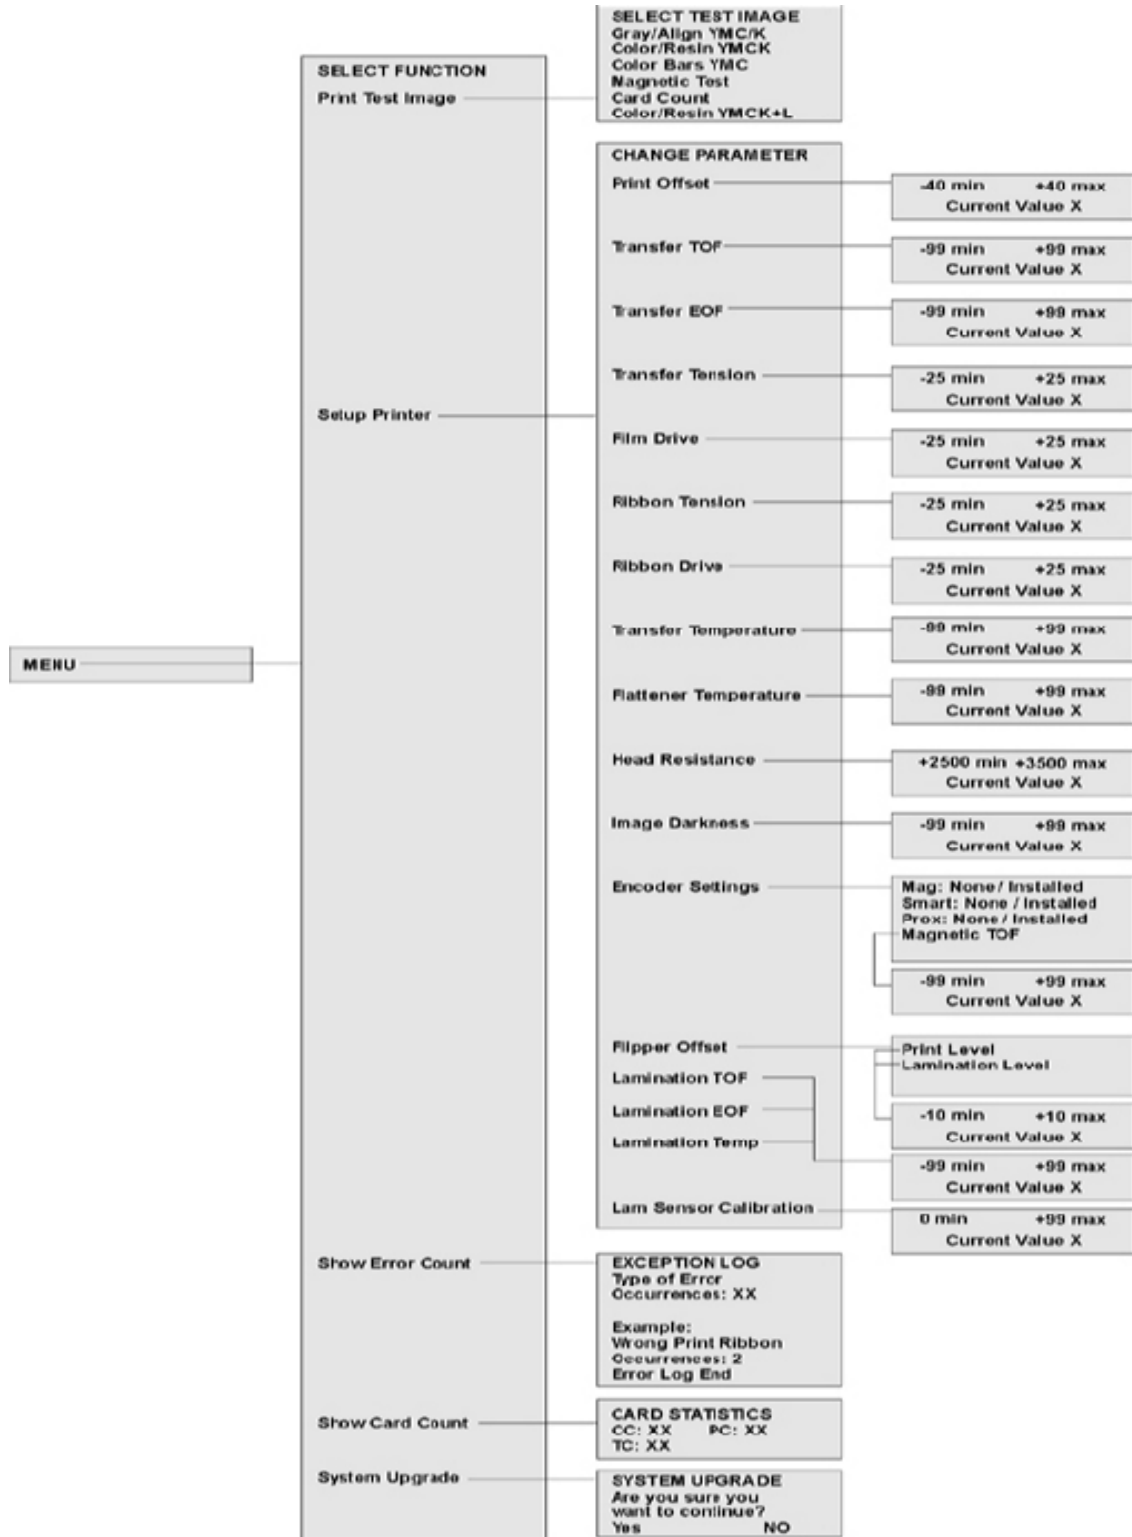 MENU
SELECT FUNCTION
Print Test Image
SELECT TEST IMAGE
Gray/Align YMC/K
Color/Resin YMCK
Color Bars YMC
Magnetic Test
Card Count
Color/Resin YMCK+L
Setup Printer
CHANGE PARAMETER
Print Offset
-40 min +40 max
Current Value X
Transfer TOF
-99 min +99 max
Current Value X
Transfer EOF
-99 min +99 max
Current Value X
Transfer Tension
-25 min +25 max
Current Value X
Film Drive
-25 min +25 max
Current Value X
Ribbon Tension
-25 min +25 max
Current Value X
Ribbon Drive
-25 min +25 max
Current Value X
Transfer Temperature
-99 min +99 max
Current Value X
Flattener Temperature
-99 min +99 max
Current Value X
Head Resistance
+2500 min +3500 max
Current Value X
Image Darkness
-99 min +99 max
Current Value X
Encoder Settings
Mag: None / Installed
Smart: None / Installed
Prox: None / Installed
Magnetic TOF
-99 min +99 max
Current Value X
Flipper Offset
Print Level
Lamination Level
-10 min +10 max
Current Value X
Lamination TOF
Lamination EOF
Lamination Temp
-99 min +99 max
Current Value X
Lam Sensor Calibration
0 min +99 max
Current Value X
Show Error Count
EXCEPTION LOG
Type of Error
Occurrences: XX
Example:
Wrong Print Ribbon
Occurrences: 2
Error Log End
Show Card Count
CARD STATISTICS
CC: XX PC: XX
TC: XX
System Upgrade
SYSTEM UPGRADE
Are you sure you
want to continue?
Yes NO